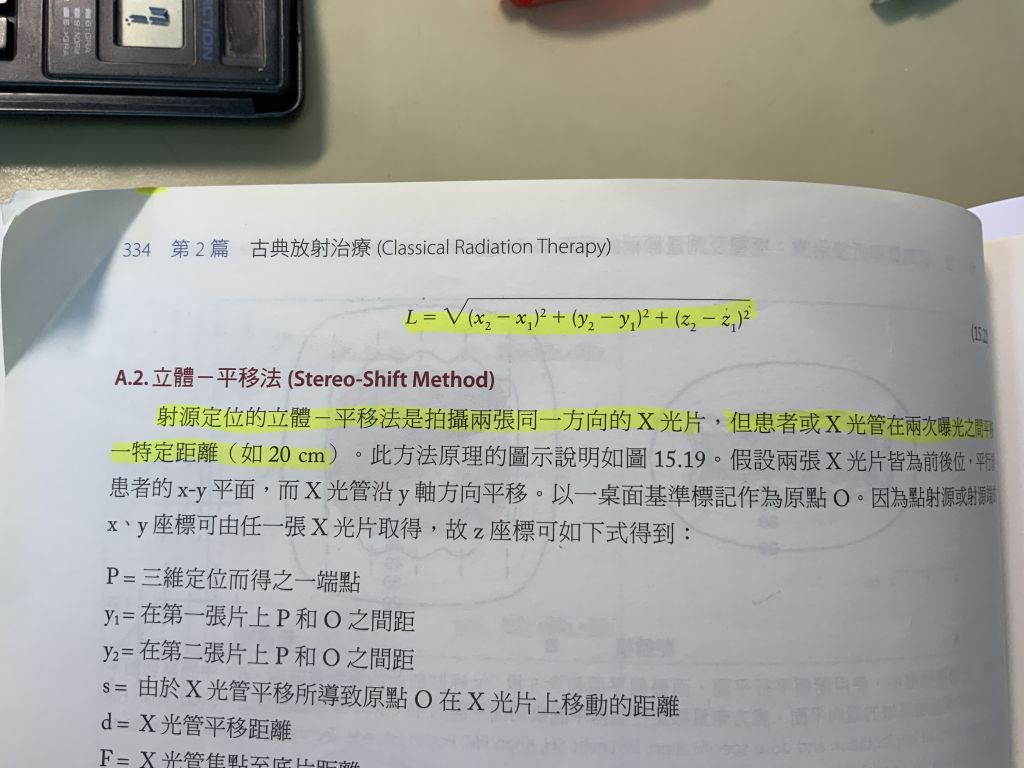 334 第 2 篇 古典放射治療 (Classical Radiation Therapy)
L = √(x₂ − x₁)² + (y₂ − y₁)² + (z₂ − z₁)²
A.2. 立體－平移法 (Stereo-Shift Method)
射源定位的立體－平移法是拍攝兩張同一方向的 X 光片，但患者或 X 光管在兩次曝光之間平
一特定距離（如 20 cm）。此方法原理的圖示說明如圖 15.19。假設兩張 X 光片皆為前後位，平行
患者的 x-y 平面，而 X 光管沿 y 軸方向平移。以一桌面基準標記作為原點 O。因為點射源或射源
x、y 座標可由任一張 X 光片取得，故 z 座標可如下式得到：
P = 三維定位而得之一端點
y₁= 在第一張片上 P 和 O 之間距
y₂= 在第二張片上 P 和 O 之間距
s = 由於 X 光管平移所導致原點 O 在 X 光片上移動的距離
d = X 光管平移距離
F = X 光管焦點至底片距離